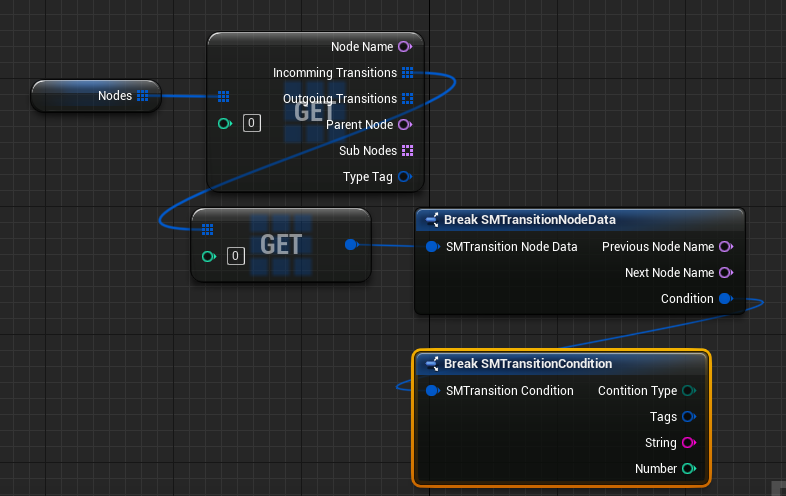 Node Name
Incomming Transitions
Nodes
Outgoing Transitions
GET
0
Parent Node
Sub Nodes
Type Tag
GET
0
Break SMTransitionNodeData
SMTransition Node Data Previous Node Name
Next Node Name
Condition
Break SMTransitionCondition
SMTransition Condition Contition Type
Tags
String
Number